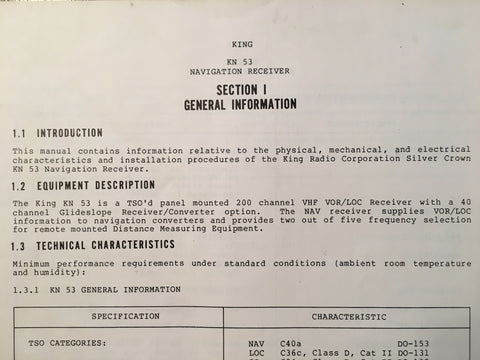 KING
KN 53
NAVIGATION RECEIVER
SECTION I
GENERAL INFORMATION
1.1 INTRODUCTION
This manual contains information relative to the physical, mechanical, and electrical
characteristics and installation procedures of the King Radio Corporation Silver Crown
KN 53 Navigation Receiver.
1.2 EQUIPMENT DESCRIPTION
The King KN 53 is a TSO'd panel mounted 200 channel VHF VOR/LOC Receiver with a 40
channel Glideslope Receiver/Converter option. The NAV receiver supplies VOR/LOC
information to navigation converters and provides two out of five frequency selection
for remote mounted Distance Measuring Equipment.
1.3 TECHNICAL CHARACTERISTICS
Minimum performance requirements under standard conditions (ambient room temperature
and humidity):
1.3.1 KN 53 GENERAL INFORMATION
SPECIFICATION CHARACTERISTIC
TSO CATEGORIES: NAV C40a DO-153
LOC C36c, Class D, Cat II DO-131